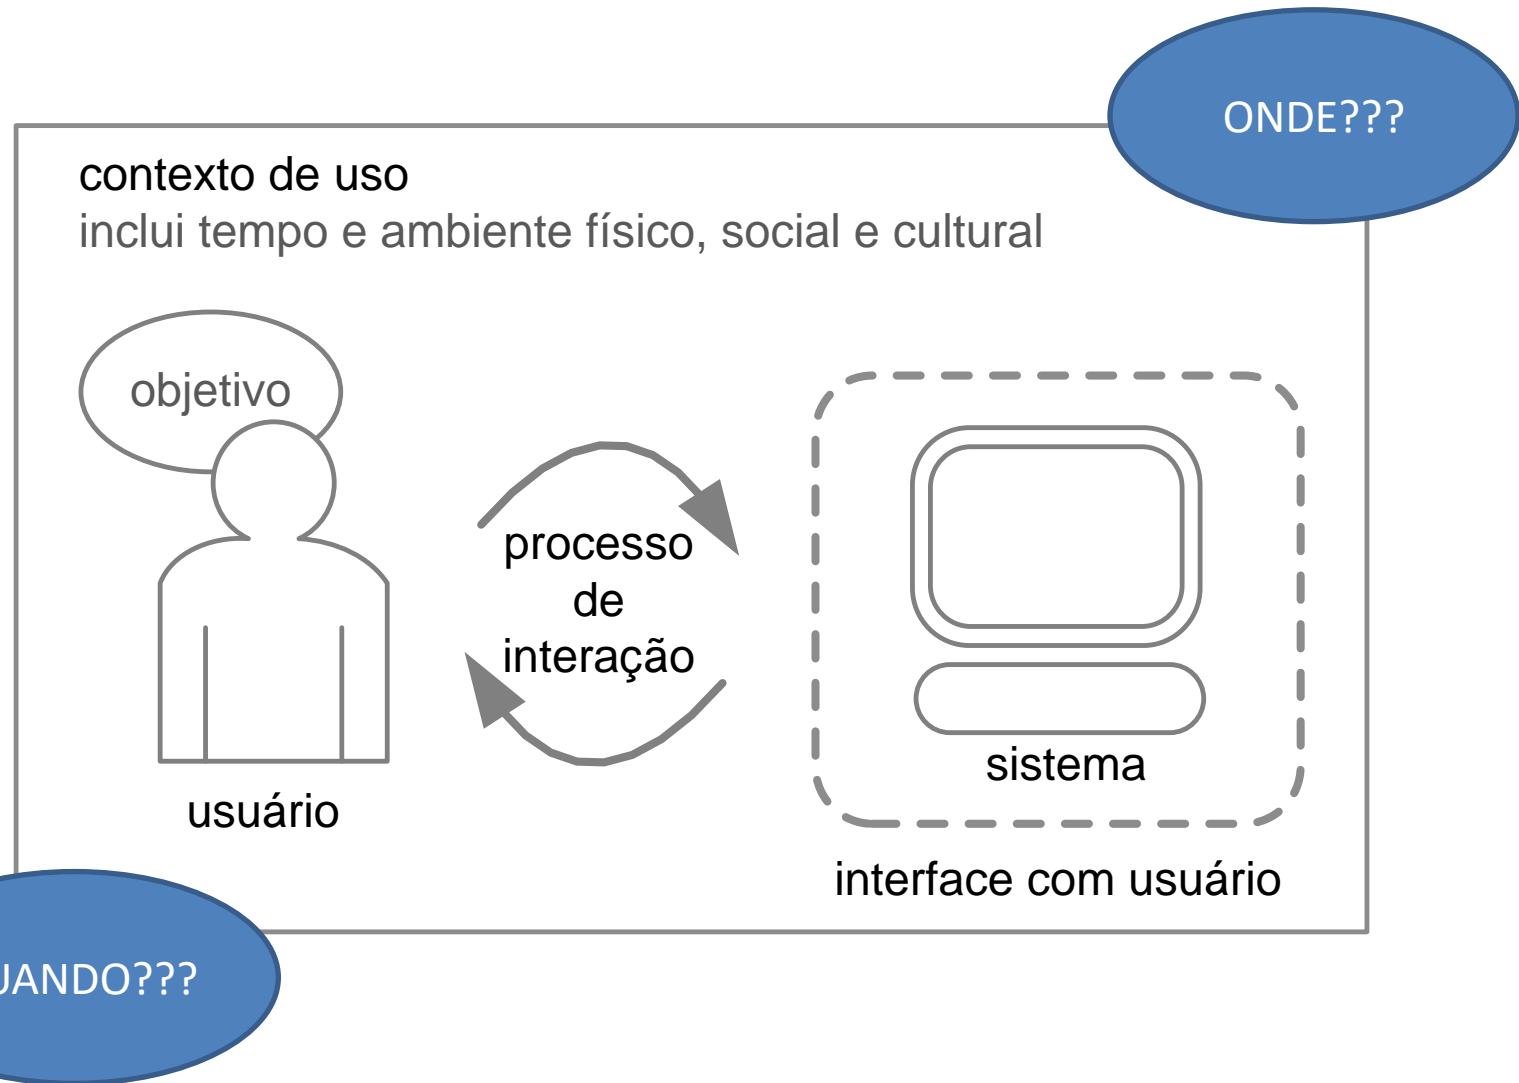 ONDE???
contexto de uso
inclui tempo e ambiente físico, social e cultural
objetivo
processo
de
interação
sistema
usuário
interface com usuário
UANDO???